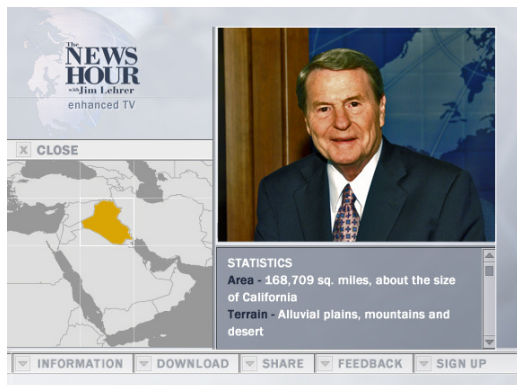 The
NEWS
HOUR
with Jim Lehrer
enhanced TV
X CLOSE
STATISTICS
Area - 168,709 sq. miles, about the size
of California
Terrain - Alluvial plains, mountains and
desert
INFORMATION DOWNLOAD SHARE FEEDBACK SIGN UP